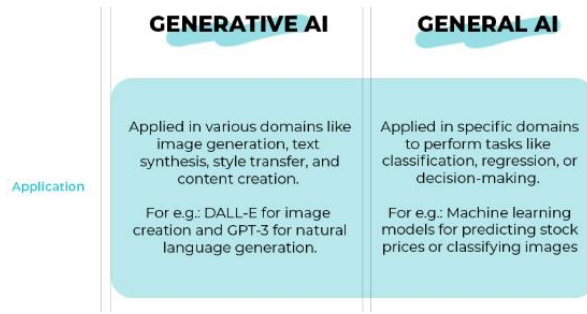 GENERATIVE AI
GENERAL AI
Application
Applied in various domains like
image generation, text
synthesis, style transfer, and
content creation.
For e.g.: DALL-E for image
creation and GPT-3 for natural
language generation.
Applied in specific domains
to perform tasks like
classification, regression, or
decision-making.
For e.g.: Machine learning
models for predicting stock
prices or classifying images